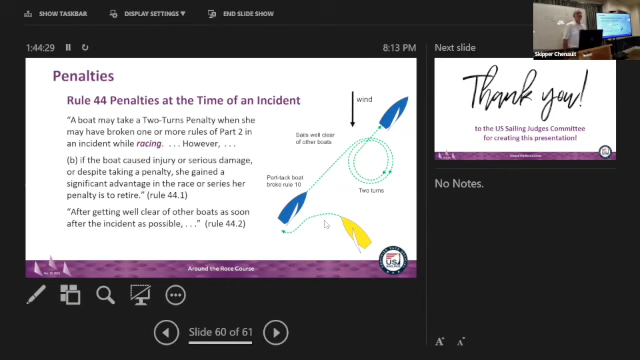 SHOW TASKBAR
DISPLAY SETTINGS
END SLIDE SHOW
1:44:29
8:13 PM
Skipper Chenault
Penalties
Rule 44 Penalties at the Time of an Incident
"A boat may take a Two-Turns Penalty when she
may have broken one or more rules of Part 2 in
an incident while racing. . . . However, . . .
(b) if the boat caused injury or serious damage,
or despite taking a penalty, she gained a
significant advantage in the race or series her
penalty is to retire." (rule 44.1)
"After getting well clear of other boats as soon
after the incident as possible, . . ." (rule 44.2)
wind
Sails well clear
of other boats
Port-tack boat
broke rule 10
Two turns
US
Around the Race Course
Next slide
Thank you!
to the US Sailing Judges Committee
for creating this presentation!
No Notes.
Slide 60 of 61
A A